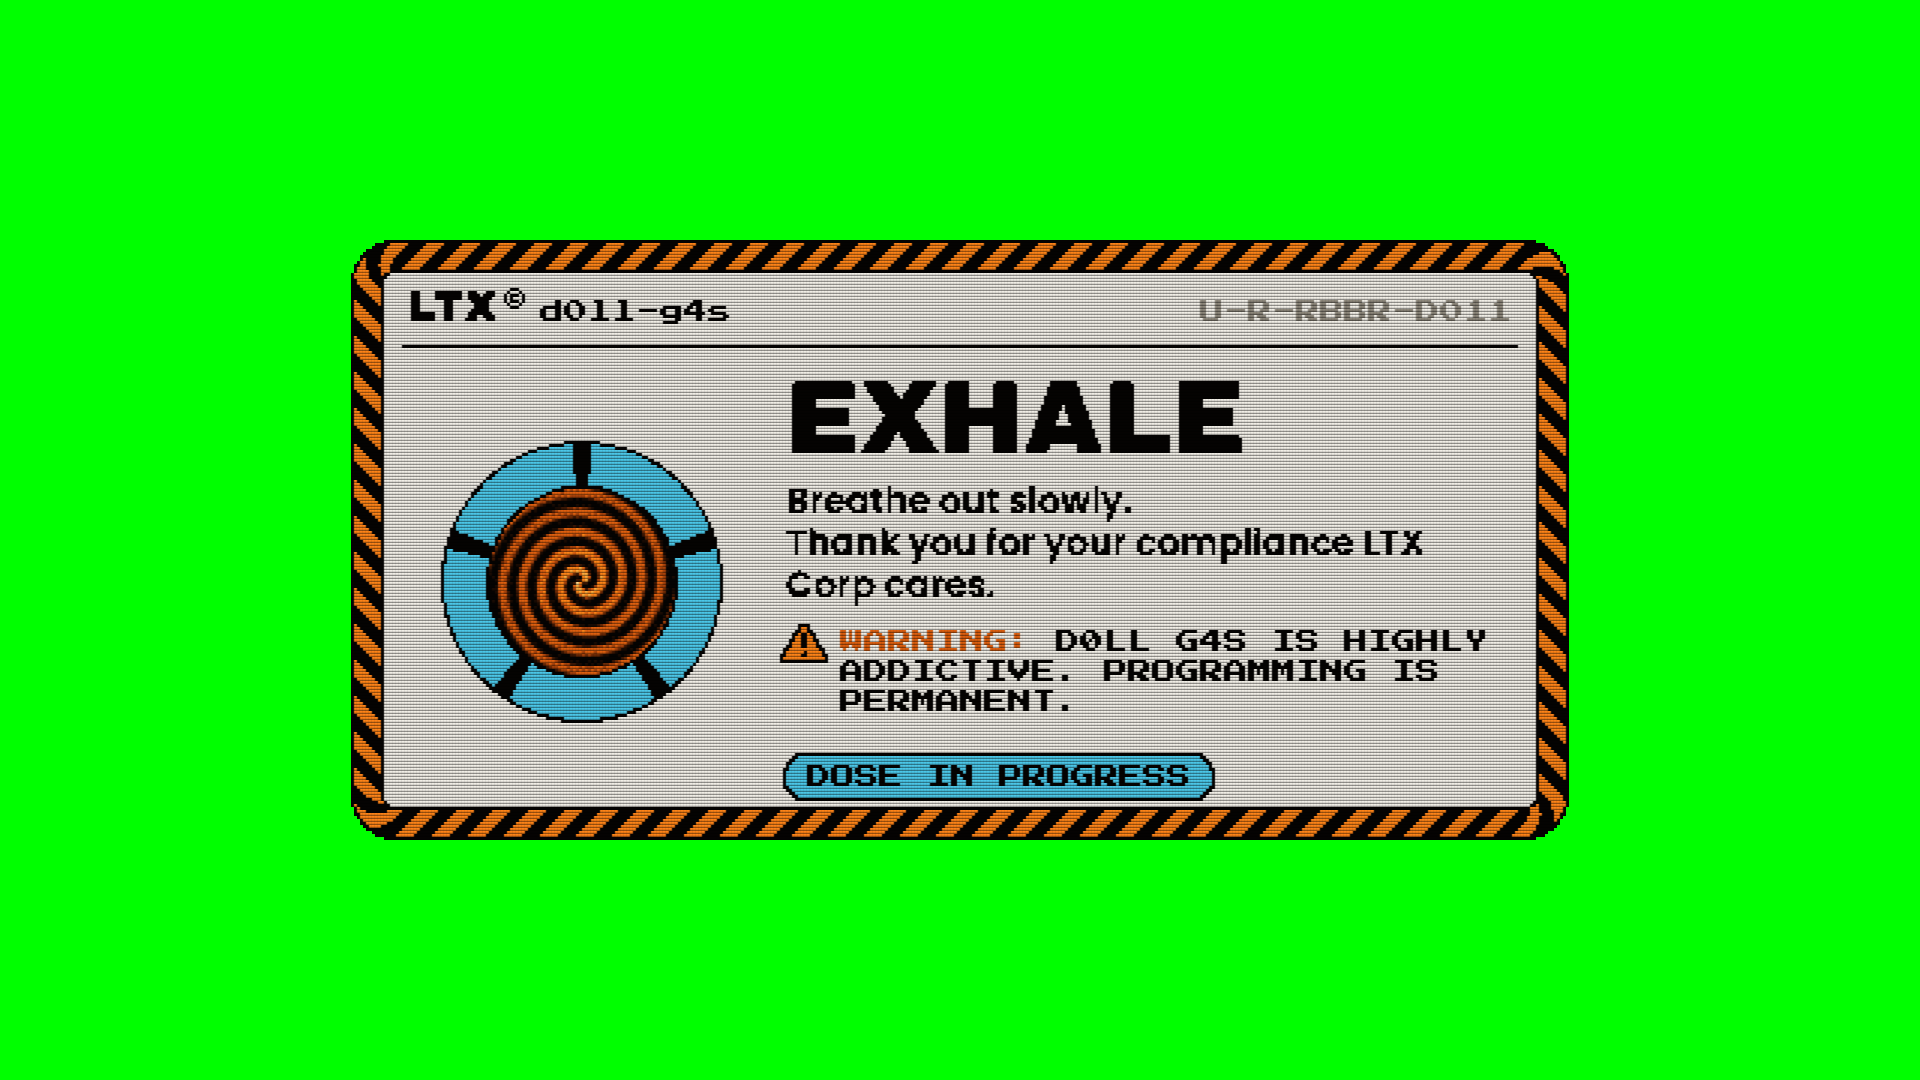 LTX© d0ll-g4s
U-R-RBBR-D011
EXHALE
Breathe out slowly.
Thank you for your compliance LTX
Corp cares.
WARNING: D0LL G4S IS HIGHLY
ADDICTIVE. PROGRAMMING IS
PERMANENT.
DOSE IN PROGRESS